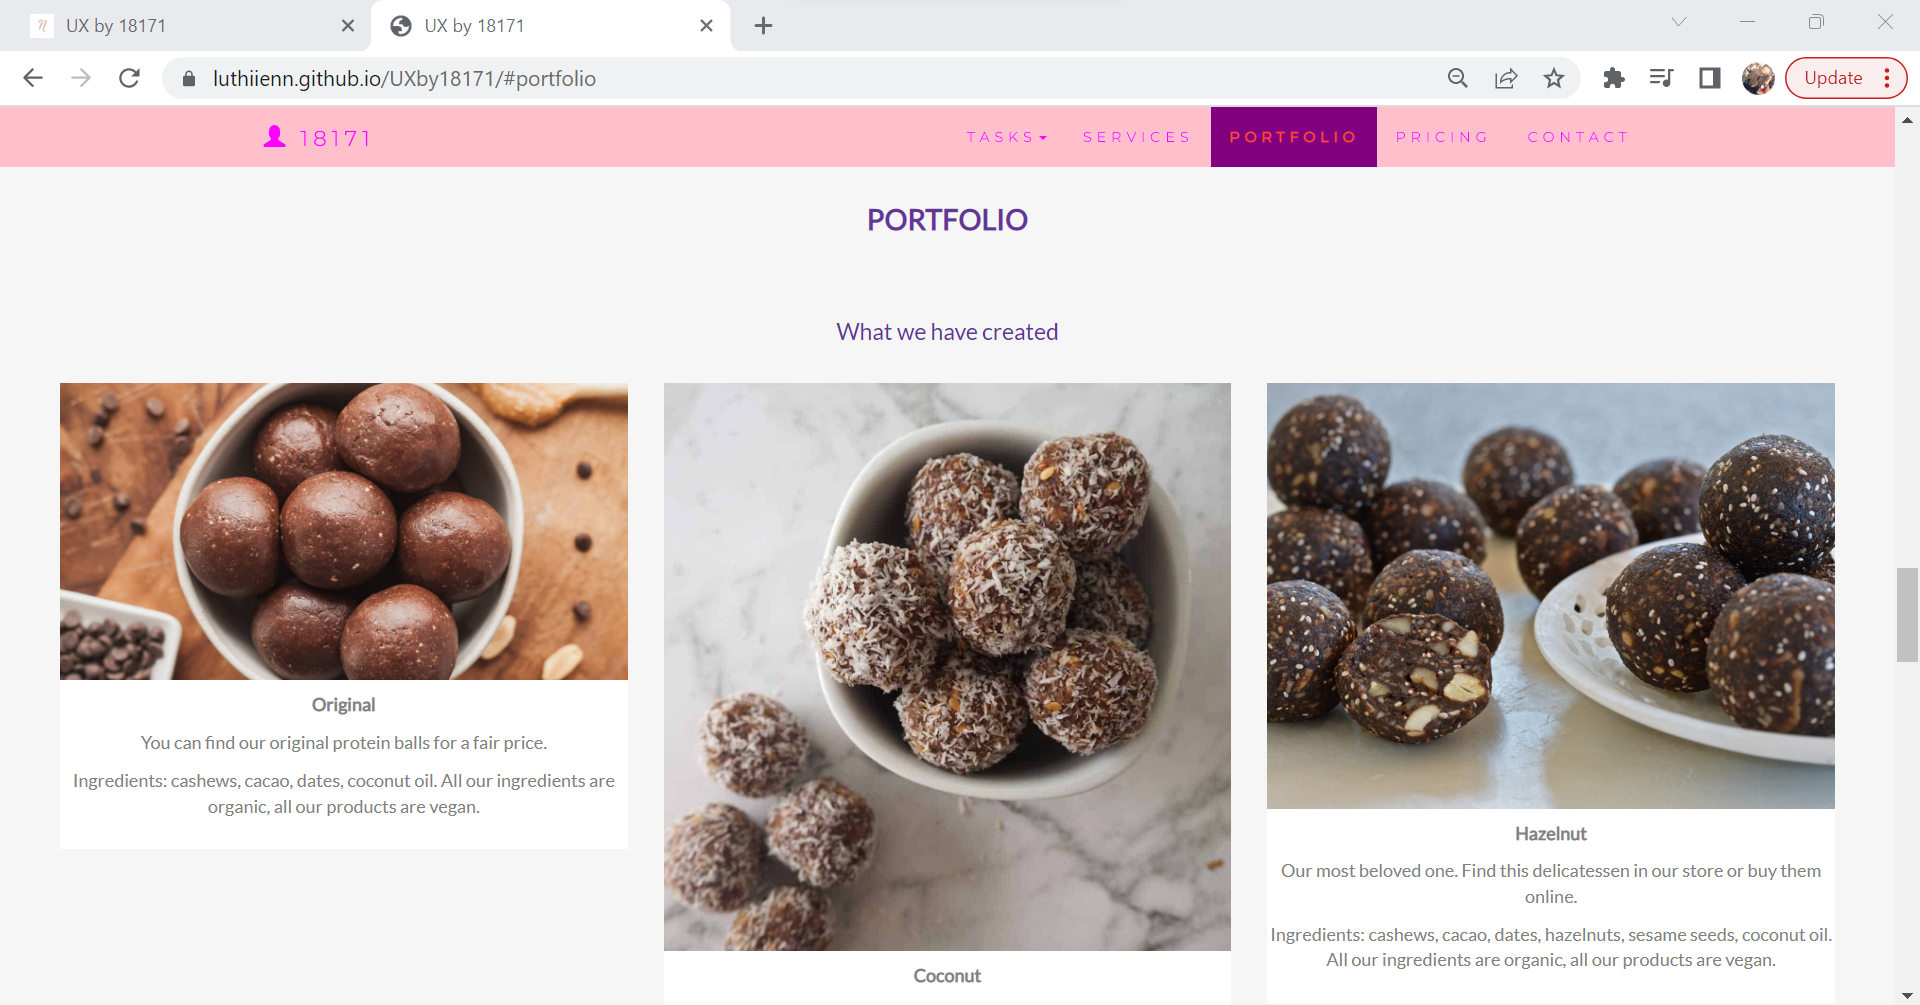 UX by 18171
UX by 18171
luthiienn.github.io/UXby18171/#portfolio
Update
18171
TASKS
SERVICES
PORTFOLIO
PRICING
CONTACT
PORTFOLIO
What we have created
Original
You can find our original protein balls for a fair price.
Ingredients: cashews, cacao, dates, coconut oil. All our ingredients are
organic, all our products are vegan.
Coconut
Hazelnut
Our most beloved one. Find this delicatessen in our store or buy them
online.
Ingredients: cashews, cacao, dates, hazelnuts, sesame seeds, coconut oil.
All our ingredients are organic, all our products are vegan.